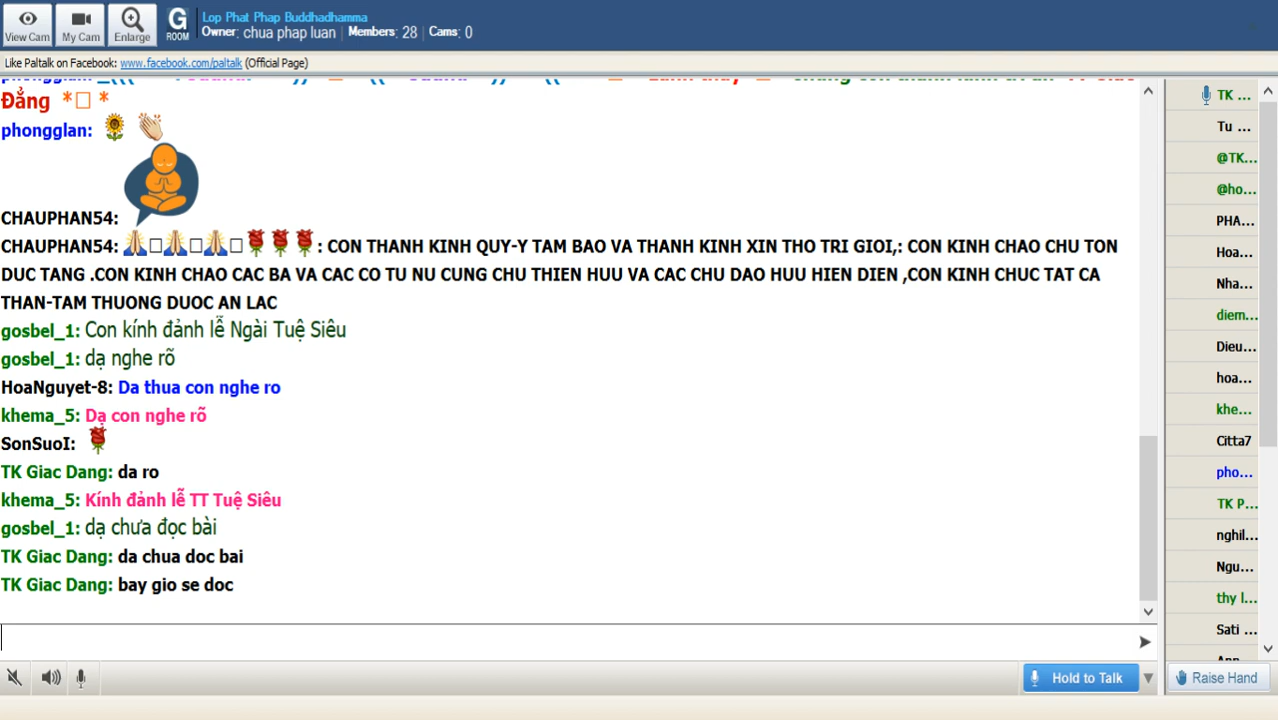 Lop Phat Phap Buddhadhamma
Owner: chua phap luan | Members: 28 | Cams: 0
View Cam
My Cam
Enlarge
G
ROOM
Like Paltalk on Facebook: www.facebook.com/paltalk (Official Page)
Đẳng *□ *
phongglan:
CHAUPHAN54:
CHAUPHAN54: □ □ □ : CON THANH KINH QUY-Y TAM BAO VA THANH KINH XIN THO TRI GIOI,: CON KINH CHAO CHU TON
DUC TANG .CON KINH CHAO CAC BA VA CAC CO TU NU CUNG CHU THIEN HUU VA CAC CHU DAO HUU HIEN DIEN ,CON KINH CHUC TAT CA
THAN-TAM THUONG DUOC AN LAC
gosbel_1: Con kính đảnh lễ Ngài Tuệ Siêu
gosbel_1: dạ nghe rõ
HoaNguyet-8: Da thua con nghe ro
khema_5: Dạ con nghe rõ
SonSuoI:
TK Giac Dang: da ro
khema_5: Kính đảnh lễ TT Tuệ Siêu
gosbel_1: dạ chưa đọc bài
TK Giac Dang: da chua doc bai
TK Giac Dang: bay gio se doc
TK ...
Tu ...
@TK...
@ho...
PHA...
Hoa...
Nha...
diem...
Dieu...
hoa...
khe...
Citta7
pho...
TK P...
nghil...
Ngu...
thy l...
Sati ...
Hold to Talk
Raise Hand